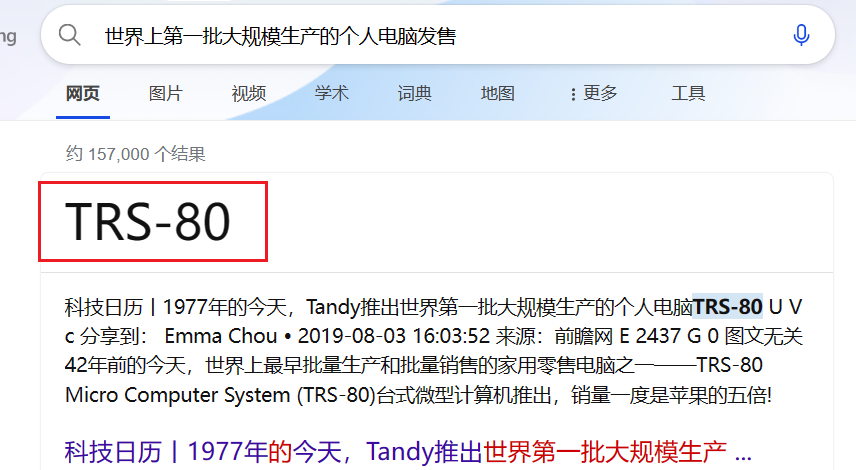 ng
世界上第一批大规模生产的个人电脑发售
网页 图片 视频 学术 词典 地图 更多 工具
约 157,000 个结果
TRS-80
科技日历丨1977年的今天，Tandy推出世界第一批大规模生产的个人电脑TRS-80 U V
c 分享到： Emma Chou • 2019-08-03 16:03:52 来源：前瞻网 E 2437 G 0 图文无关
42年前的今天，世界上最早批量生产和批量销售的家用零售电脑之一——TRS-80
Micro Computer System (TRS-80)台式微型计算机推出，销量一度是苹果的五倍!
科技日历丨1977年的今天，Tandy推出世界第一批大规模生产 ...